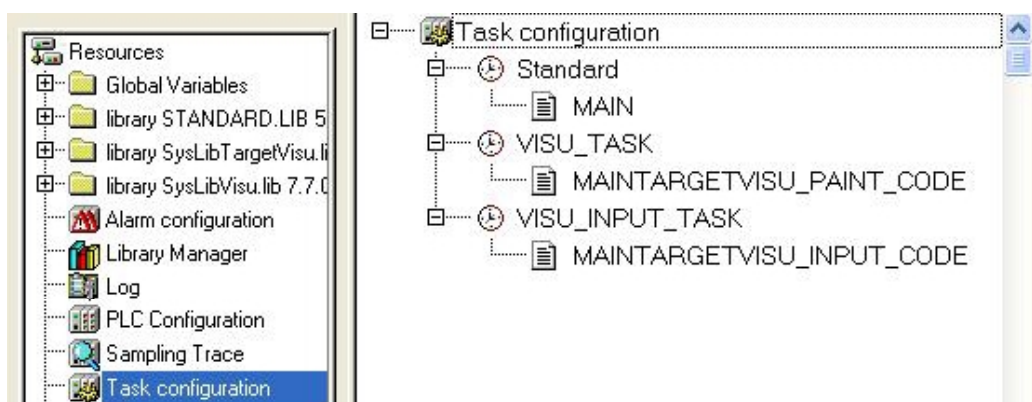 Resources
Global Variables
library STANDARD.LIB 5
library SysLibTargetVisu.li
library SysLibVisu.lib 7.7.0
Alarm configuration
Library Manager
Log
PLC Configuration
Sampling Trace
Task configuration
Task configuration
Standard
MAIN
VISU_TASK
MAINTARGETVISU_PAINT_CODE
VISU_INPUT_TASK
MAINTARGETVISU_INPUT_CODE